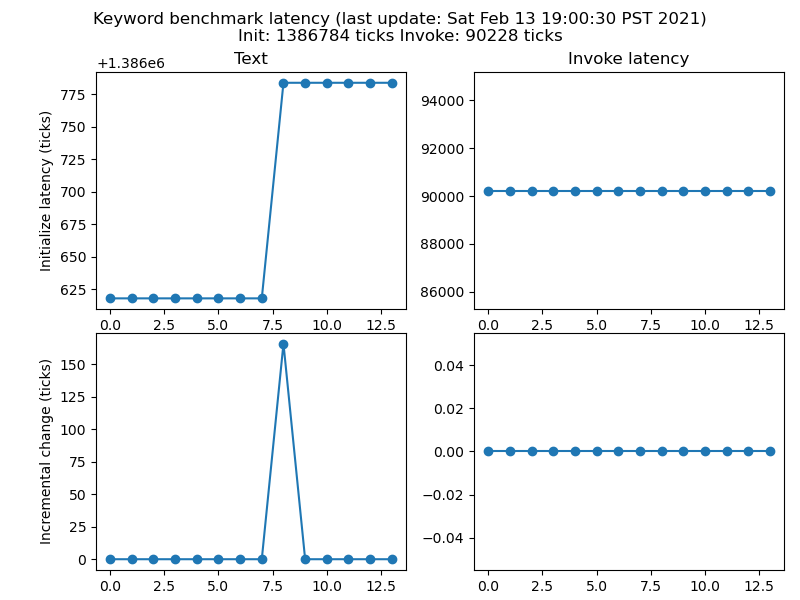 Keyword benchmark latency (last update: Sat Feb 13 19:00:30 PST 2021)
Init: 1386784 ticks Invoke: 90228 ticks
Text
+1.386e6
Initialize latency (ticks)
775
750
725
700
675
650
625
0.0 2.5 5.0 7.5 10.0 12.5
Invoke latency
94000
92000
90000
88000
86000
0.0 2.5 5.0 7.5 10.0 12.5
Incremental change (ticks)
150
125
100
75
50
25
0
0.0 2.5 5.0 7.5 10.0 12.5
0.04
0.02
0.00
−0.02
−0.04
0.0 2.5 5.0 7.5 10.0 12.5